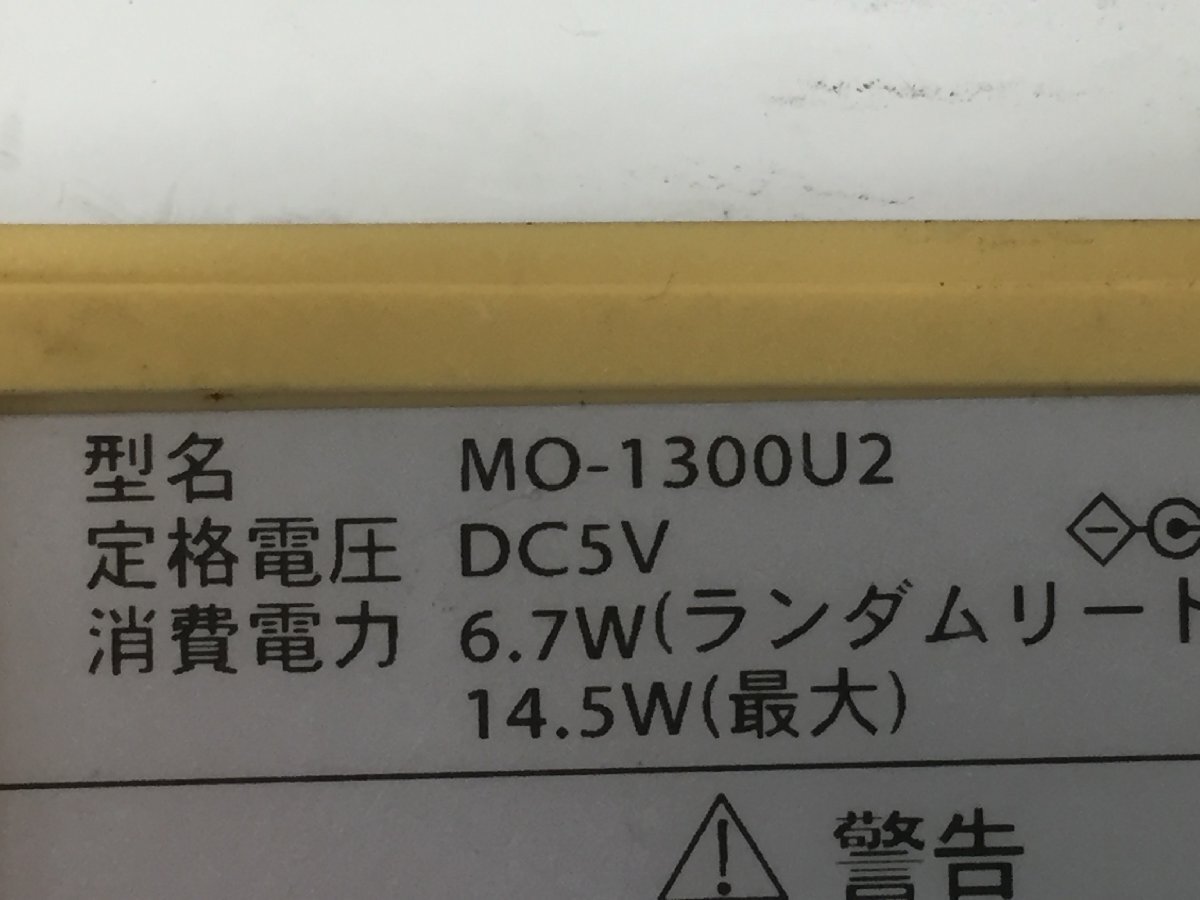 型名 MO-1300U2
定格電圧 DC5V
消費電力 6.7W(ランダムリート
14.5W(最大)
警告